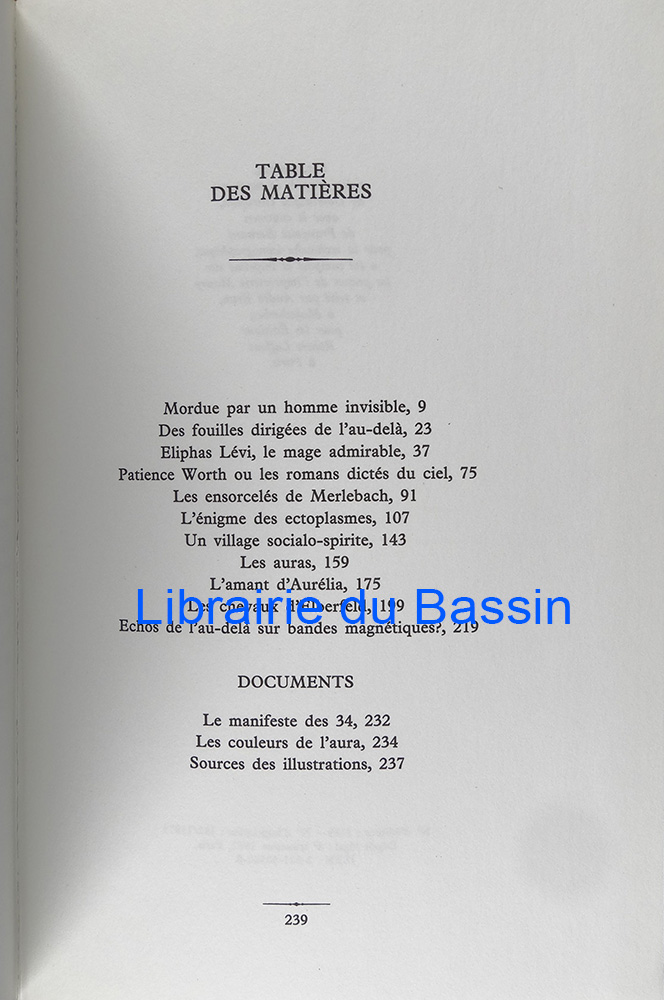 TABLE
DES MATIÈRES
Mordue par un homme invisible, 9
Des fouilles dirigées de l'au-delà, 23
Eliphas Lévi, le mage admirable, 37
Patience Worth ou les romans dictés du ciel, 75
Les ensorcelés de Merlebach, 91
L'énigme des ectoplasmes, 107
Un village socialo-spirite, 143
Les auras, 159
L'amant d'Aurélia, 175
Les chevaux d'Elberfeld, 199
Librairie du Bassin
Echos de l'au-delà sur bandes magnétiques?, 219
DOCUMENTS
Le manifeste des 34, 232
Les couleurs de l'aura, 234
Sources des illustrations, 237
239